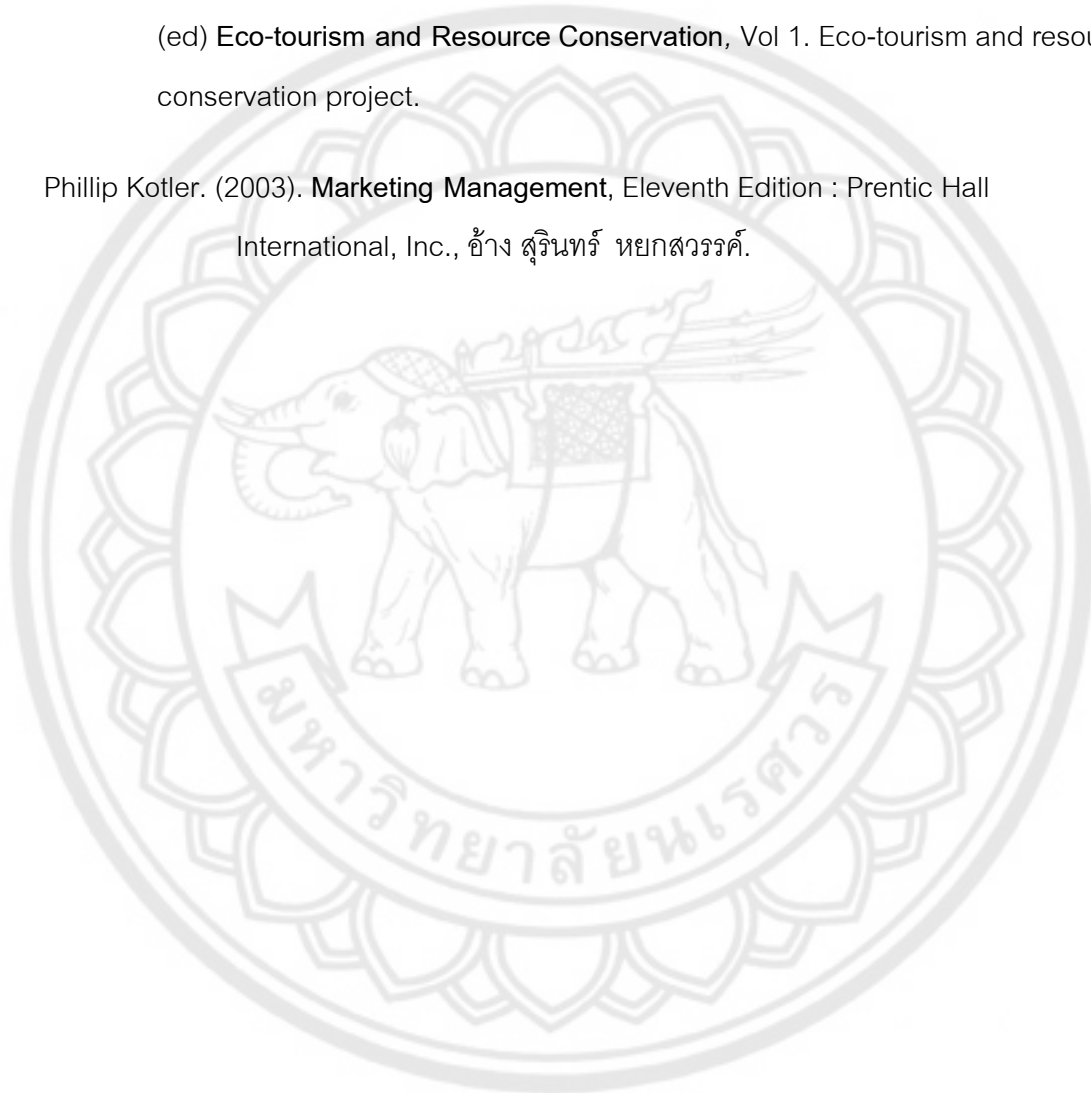 (ed) Eco-tourism and Resource Conservation, Vol 1. Eco-tourism and
conservation project.
Phillip Kotler. (2003). Marketing Management, Eleventh Edition : Prentic Hall
International, Inc., อ้าง สุรินทร์ หยกสวรรค์.
มหาวิทยาลัยนเรศวร